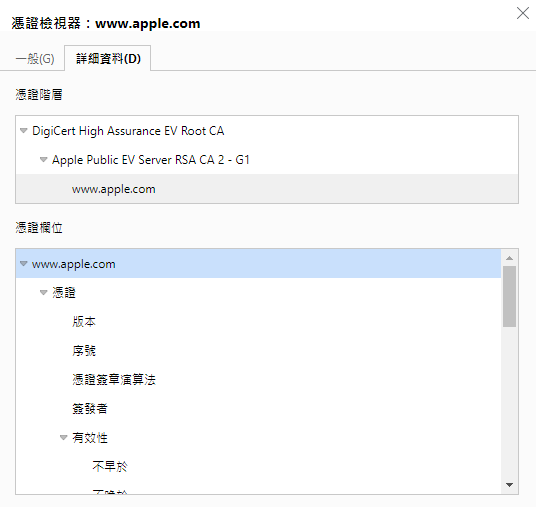 憑證檢視器：www.apple.com
一般(G)
詳細資料(D)
憑證階層
DigiCert High Assurance EV Root CA
Apple Public EV Server RSA CA 2 - G1
www.apple.com
憑證欄位
www.apple.com
憑證
版本
序號
憑證簽章演算法
簽發者
有效性
不早於
不晚於